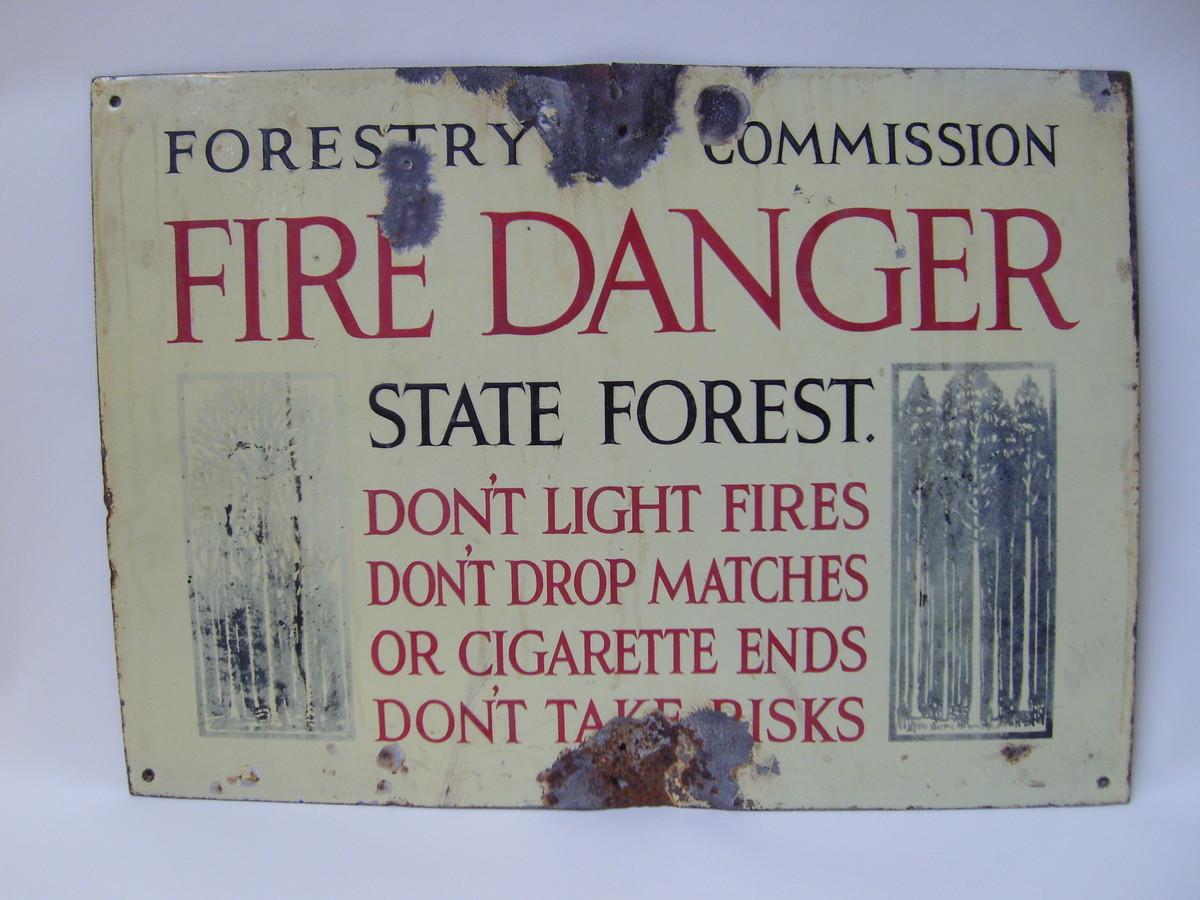 FORESTRY COMMISSION
FIRE DANGER
STATE FOREST.
DON'T LIGHT FIRES
DON'T DROP MATCHES
OR CIGARETTE ENDS
DON'T TAKE RISKS